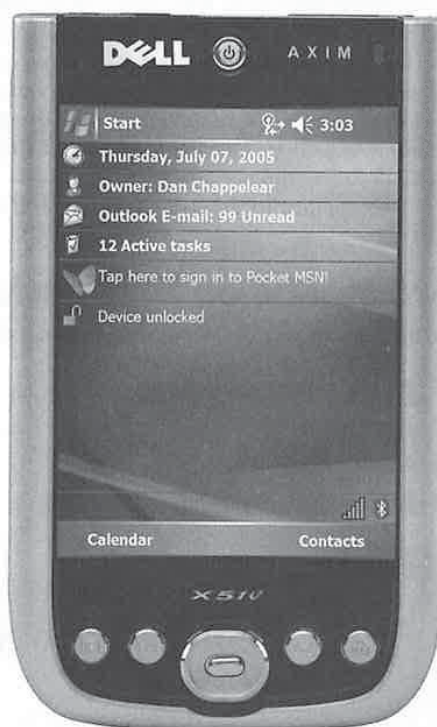 DELL AXIM
Start 3:03
Thursday, July 07, 2005
Owner: Dan Chappelear
Outlook E-mail: 99 Unread
12 Active tasks
Tap here to sign in to Pocket MSN!
Device unlocked
Calendar Contacts
X51v